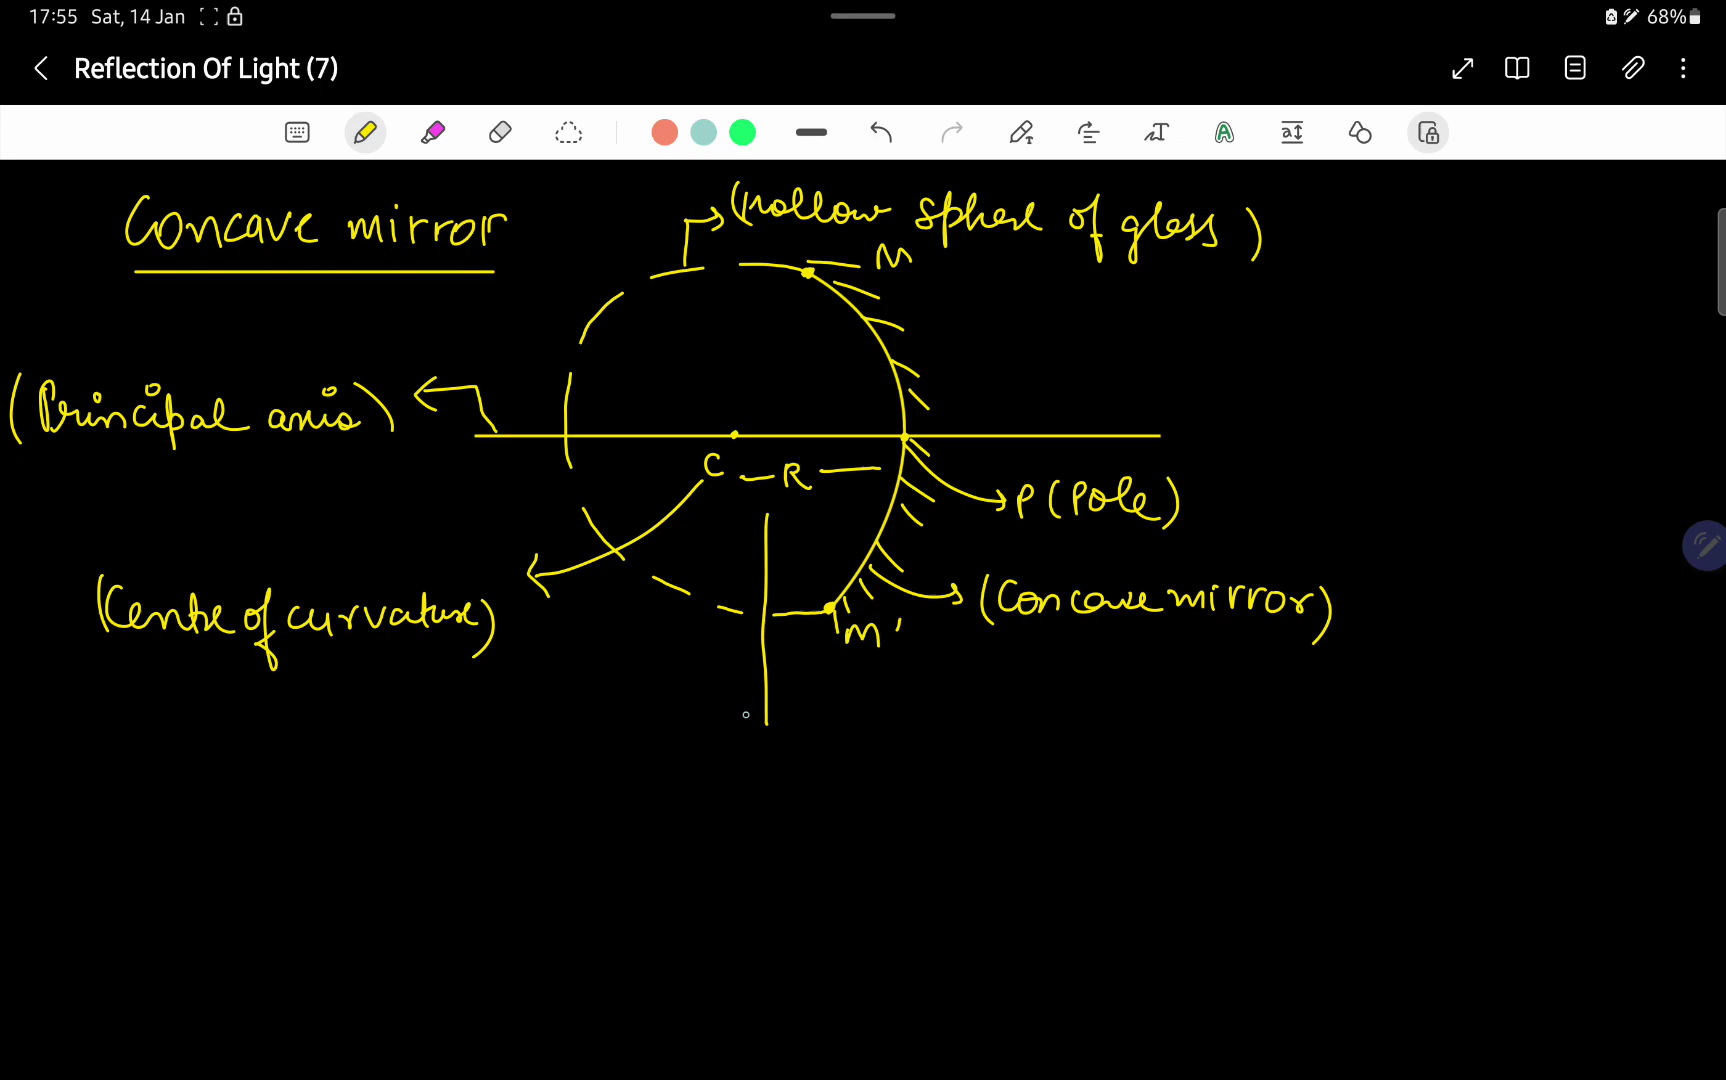 17:55 Sat, 14 Jan
68%
Reflection Of Light (7)
Concave mirror
(Hollow sphere of glass)
M
(Principal axis)
C
R
P (Pole)
(Centre of curvature)
(Concave mirror)
M'